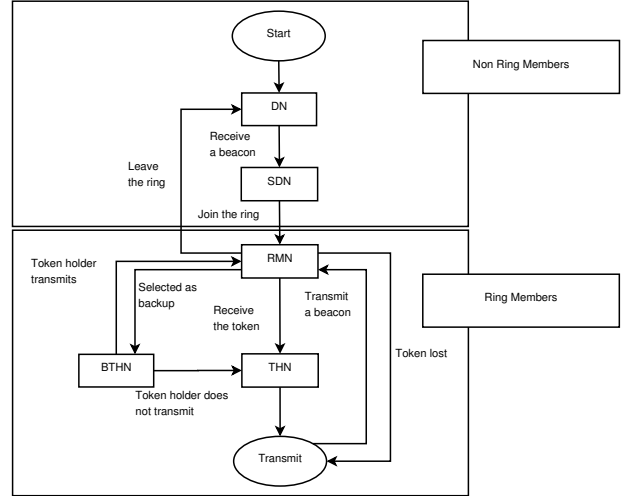 Start
Non Ring Members
DN
Receive
a beacon
Leave
the ring
SDN
Join the ring
RMN
Token holder
transmits
Selected as
backup
Transmit
a beacon
Ring Members
Receive
the token
Token lost
BTHN
THN
Token holder does
not transmit
Transmit